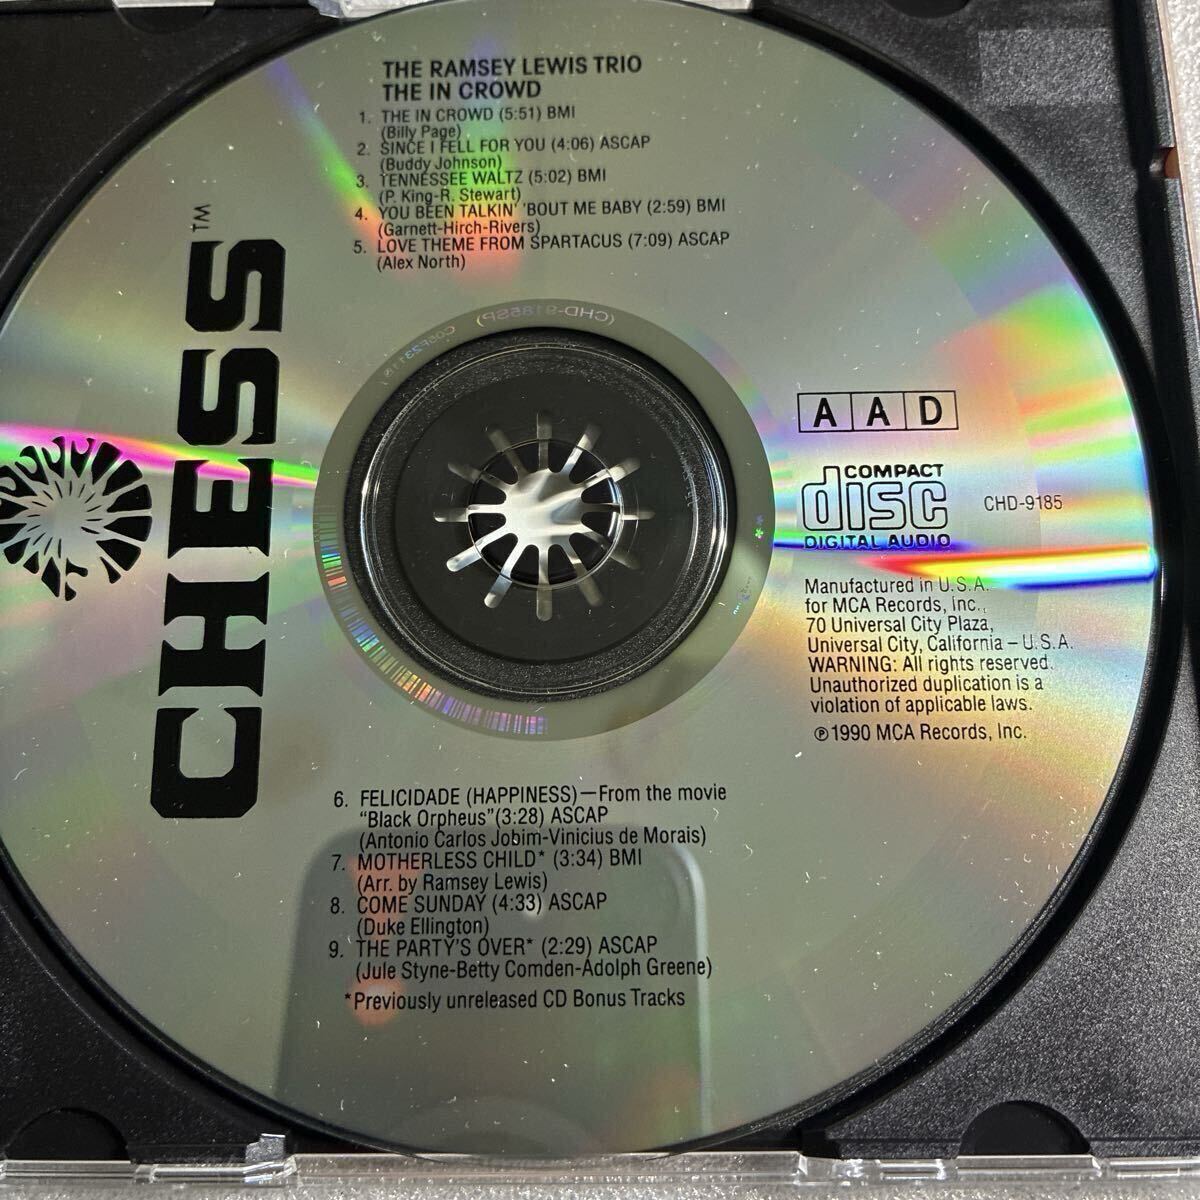 THE RAMSEY LEWIS TRIO
THE IN CROWD
1. THE IN CROWD (5:51) BMI
(Billy Page)
2. SINCE I FELL FOR YOU (4:06) ASCAP
(Buddy Johnson)
3. TENNESSEE WALTZ (5:02) BMI
(P. King-R. Stewart)
4. YOU BEEN TALKIN' 'BOUT ME BABY (2:59) BMI
(Garnett-Hirch-Rivers)
5. LOVE THEME FROM SPARTACUS (7:09) ASCAP
(Alex North)
CHESS™
(CHD-9185SP)
A A D
COMPACT
disc
DIGITAL AUDIO
CHD-9185
Manufactured in U.S.A.
for MCA Records, Inc.,
70 Universal City Plaza,
Universal City, California – U.S.A.
WARNING: All rights reserved.
Unauthorized duplication is a
violation of applicable laws.
℗1990 MCA Records, Inc.
6. FELICIDADE (HAPPINESS)—From the movie
"Black Orpheus"(3:28) ASCAP
(Antonio Carlos Jobim-Vinicius de Morais)
7. MOTHERLESS CHILD* (3:34) BMI
(Arr. by Ramsey Lewis)
8. COME SUNDAY (4:33) ASCAP
(Duke Ellington)
9. THE PARTY'S OVER* (2:29) ASCAP
(Jule Styne-Betty Comden-Adolph Greene)
*Previously unreleased CD Bonus Tracks